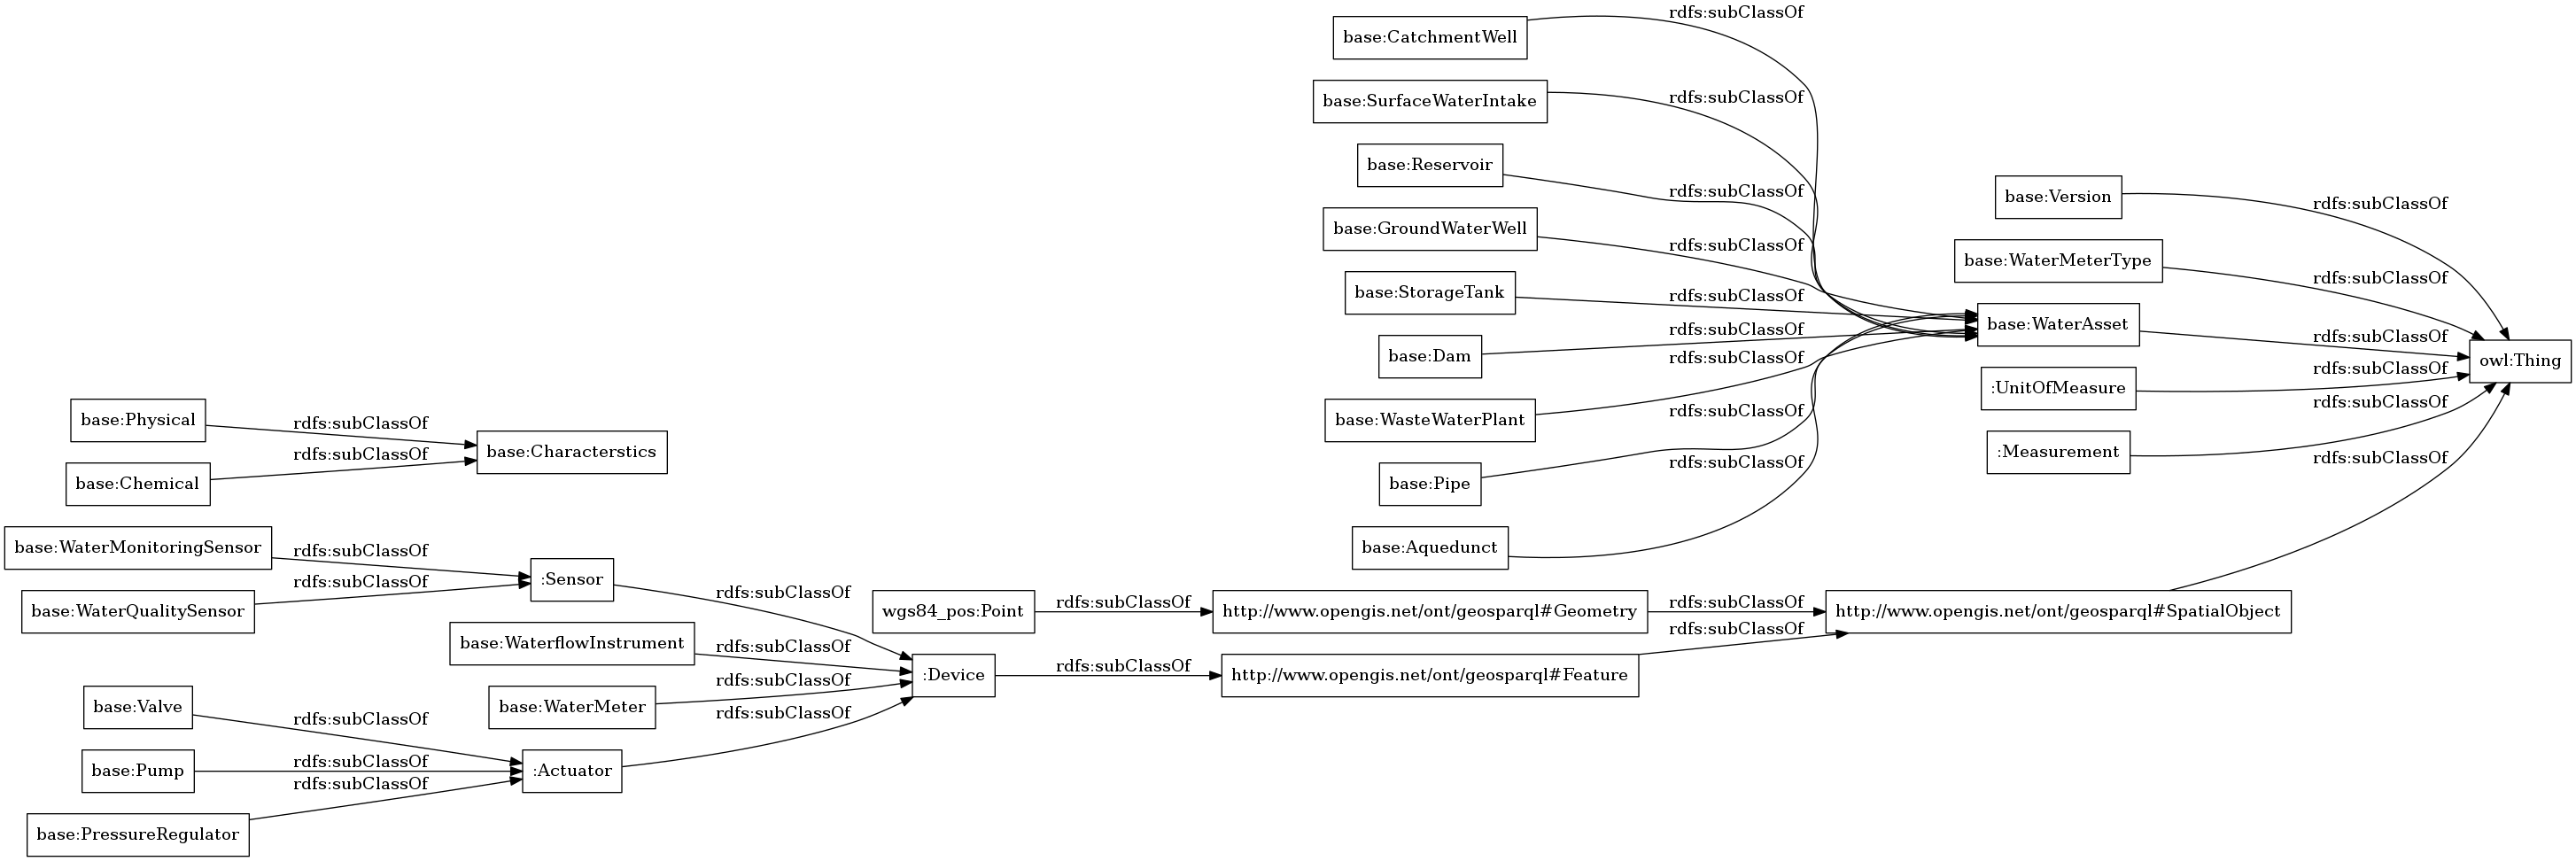 base:CatchmentWell
rdfs:subClassOf
base:SurfaceWaterIntake
rdfs:subClassOf
base:Reservoir
rdfs:subClassOf
base:GroundWaterWell
rdfs:subClassOf
base:StorageTank
rdfs:subClassOf
base:Dam
rdfs:subClassOf
base:WasteWaterPlant
rdfs:subClassOf
base:Pipe
rdfs:subClassOf
base:Aquedunct
rdfs:subClassOf
base:Version
rdfs:subClassOf
base:WaterMeterType
rdfs:subClassOf
base:WaterAsset
rdfs:subClassOf
:UnitOfMeasure
rdfs:subClassOf
:Measurement
rdfs:subClassOf
owl:Thing
base:Physical
rdfs:subClassOf
base:Chemical
rdfs:subClassOf
base:Characterstics
base:WaterMonitoringSensor
rdfs:subClassOf
base:WaterQualitySensor
rdfs:subClassOf
:Sensor
rdfs:subClassOf
base:WaterflowInstrument
rdfs:subClassOf
base:WaterMeter
rdfs:subClassOf
base:Valve
rdfs:subClassOf
base:Pump
rdfs:subClassOf
base:PressureRegulator
rdfs:subClassOf
:Actuator
rdfs:subClassOf
:Device
rdfs:subClassOf
wgs84_pos:Point
rdfs:subClassOf
http://www.opengis.net/ont/geosparql#Geometry
rdfs:subClassOf
http://www.opengis.net/ont/geosparql#Feature
rdfs:subClassOf
http://www.opengis.net/ont/geosparql#SpatialObject
rdfs:subClassOf